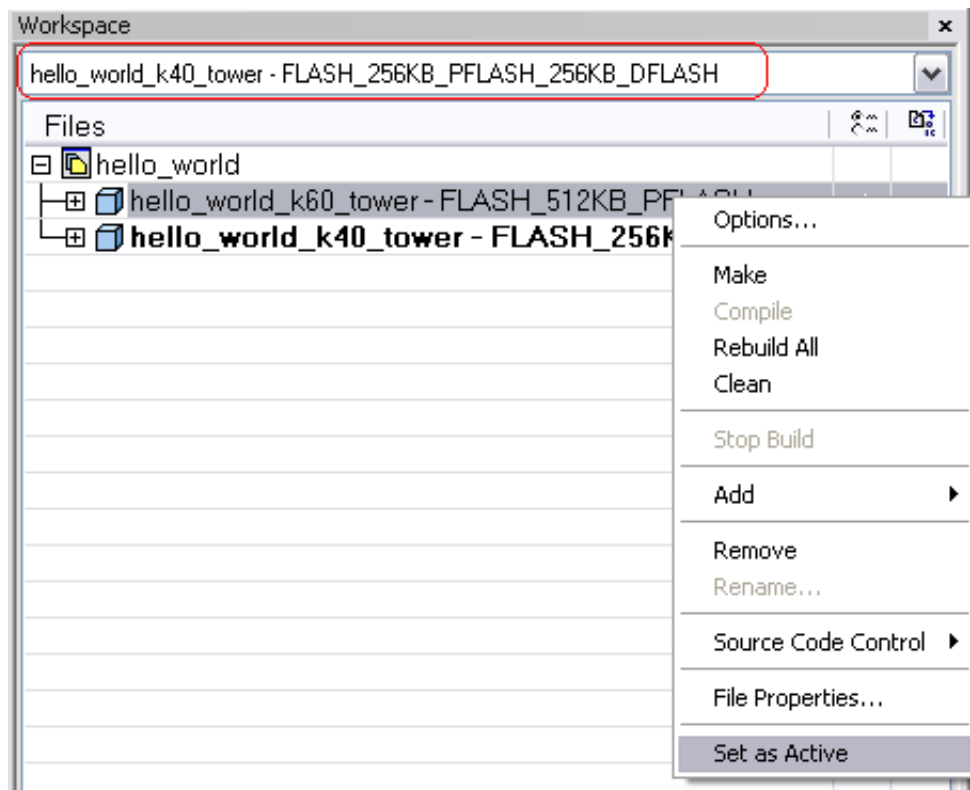 Workspace
hello_world_k40_tower - FLASH_256KB_PFLASH_256KB_DFLASH
Files
hello_world
hello_world_k60_tower - FLASH_512KB_PFLASH
hello_world_k40_tower - FLASH_256K
Options...
Make
Compile
Rebuild All
Clean
Stop Build
Add
Remove
Rename...
Source Code Control
File Properties...
Set as Active